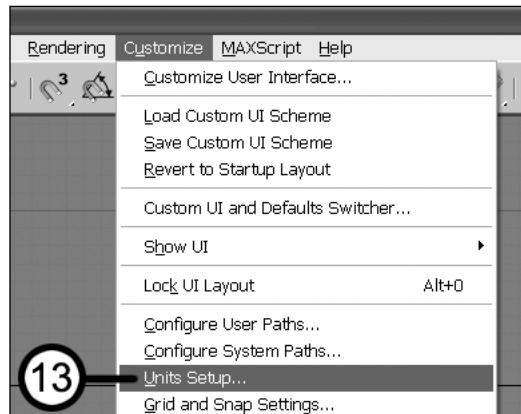 Rendering Customize MAXScript Help
3
Customize User Interface...
Load Custom UI Scheme
Save Custom UI Scheme
Revert to Startup Layout
Custom UI and Defaults Switcher...
Show UI
Lock UI Layout Alt+0
Configure User Paths...
Configure System Paths...
13 Units Setup...
Grid and Snap Settings...